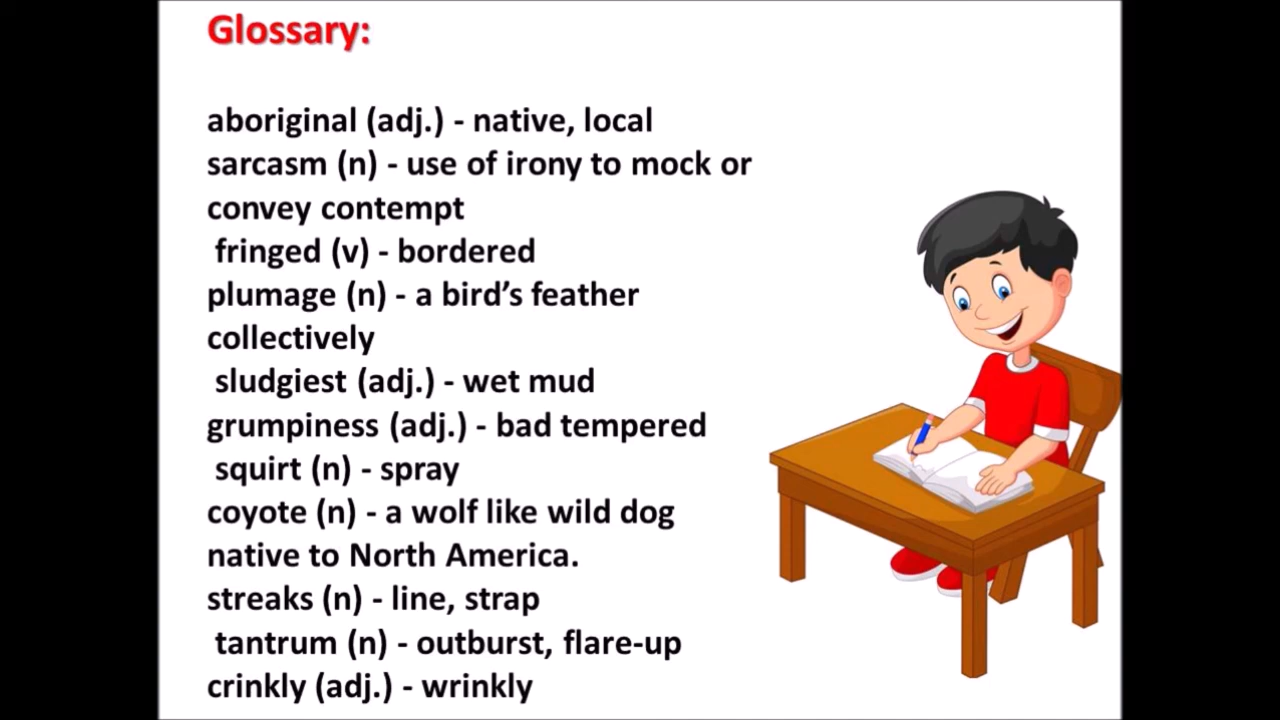 Glossary:
aboriginal (adj.) - native, local
sarcasm (n) - use of irony to mock or
convey contempt
fringed (v) - bordered
plumage (n) - a bird’s feather
collectively
sludgiest (adj.) - wet mud
grumpiness (adj.) - bad tempered
squirt (n) - spray
coyote (n) - a wolf like wild dog
native to North America.
streaks (n) - line, strap
tantrum (n) - outburst, flare-up
crinkly (adj.) - wrinkly